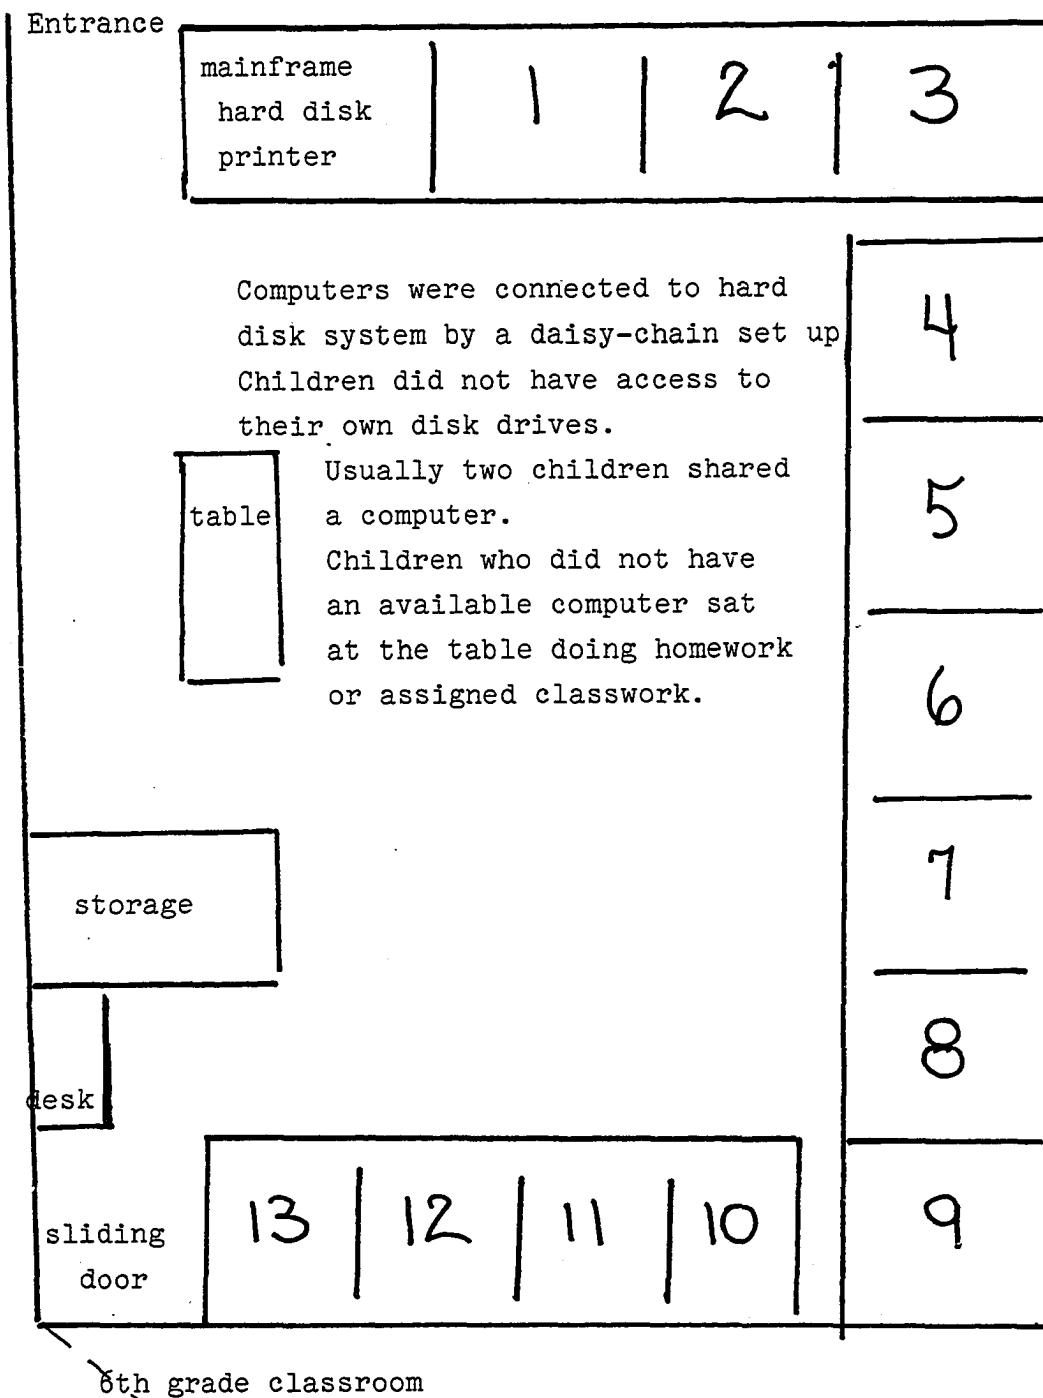 Entrance
mainframe
hard disk
printer
1
2
3
Computers were connected to hard
disk system by a daisy-chain set up
Children did not have access to
their own disk drives.
Usually two children shared
a computer.
Children who did not have
an available computer sat
at the table doing homework
or assigned classwork.
table
4
5
6
7
8
9
storage
desk
sliding
door
13
12
11
10
6th grade classroom